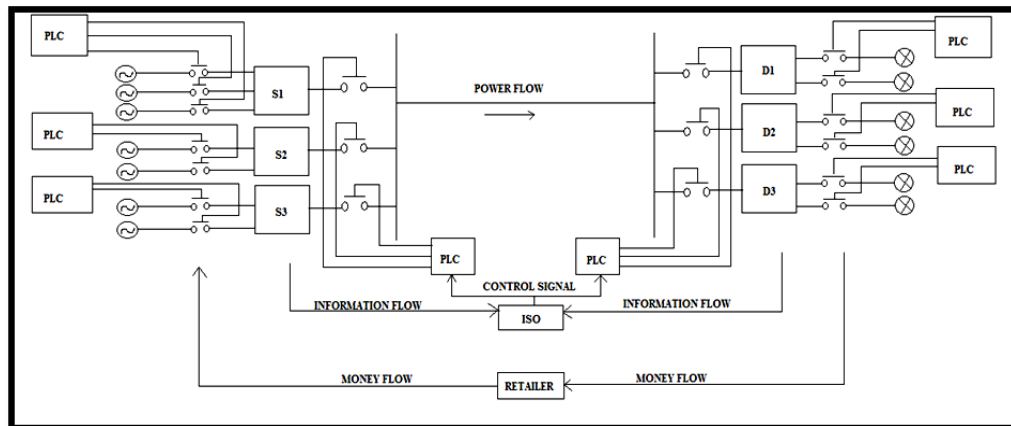 PLC
PLC
PLC
S1
S2
S3
POWER FLOW
D1
D2
D3
PLC
PLC
PLC
PLC
PLC
CONTROL SIGNAL
INFORMATION FLOW
ISO
INFORMATION FLOW
MONEY FLOW
RETAILER
MONEY FLOW